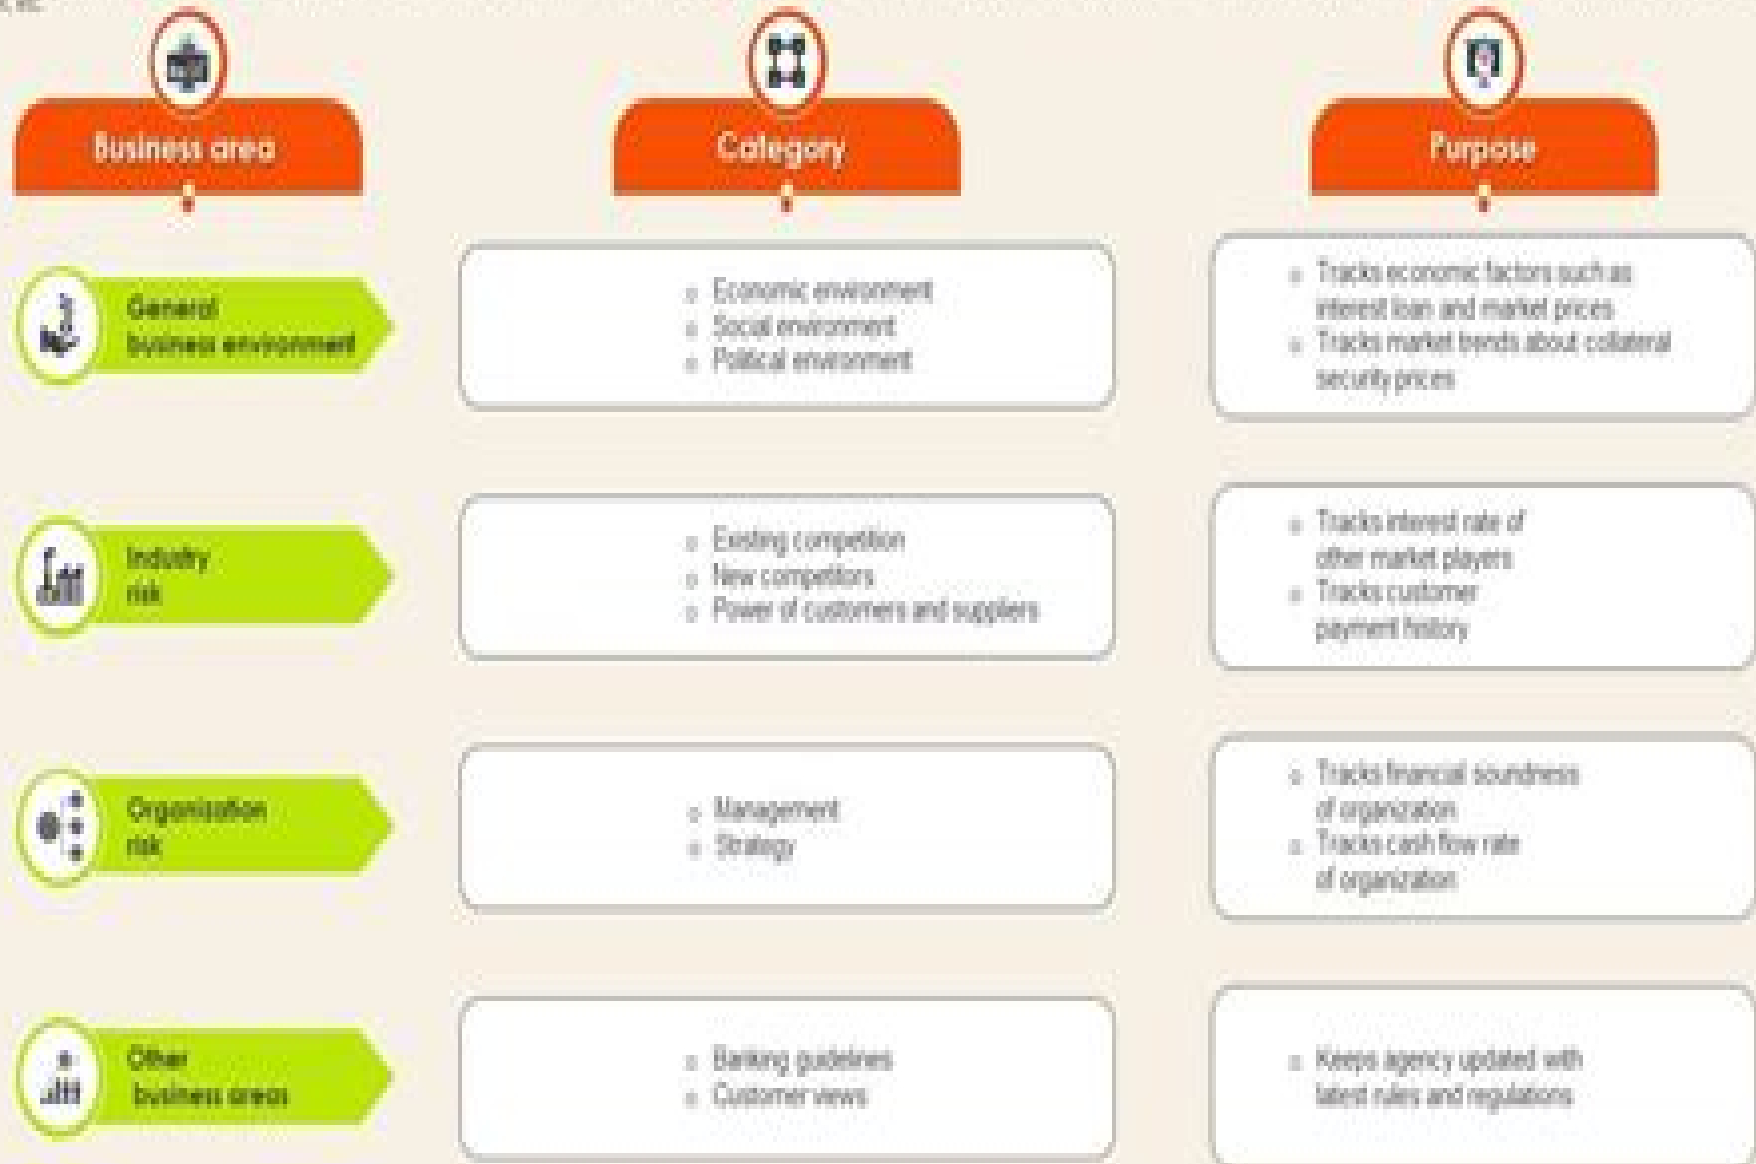 Business area
Category
Purpose
General
business environment
o Economic environment
o Social environment
o Political environment
o Tracks economic factors such as
interest loan and market prices
o Tracks market trends about collateral
security prices
Industry
risk
o Existing competition
o New competitors
o Power of customers and suppliers
o Tracks interest rate of
other market players
o Tracks customer
payment history
Organization
risk
o Management
o Strategy
o Tracks financial soundness
of organization
o Tracks cash flow rate
of organization
Other
business areas
o Banking guidelines
o Customer views
o Keeps agency updated with
latest rules and regulations